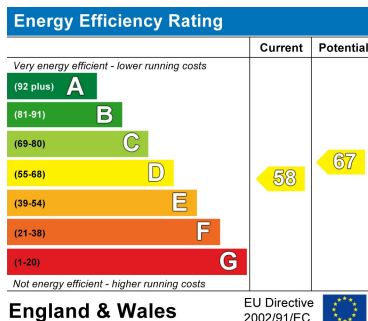 Energy Efficiency Rating
Current Potential
Very energy efficient - lower running costs
(92 plus) A
(81-91) B
(69-80) C
(55-68) D
(39-54) E
(21-38) F
(1-20) G
58
67
Not energy efficient - higher running costs
England & Wales
EU Directive
2002/91/EC